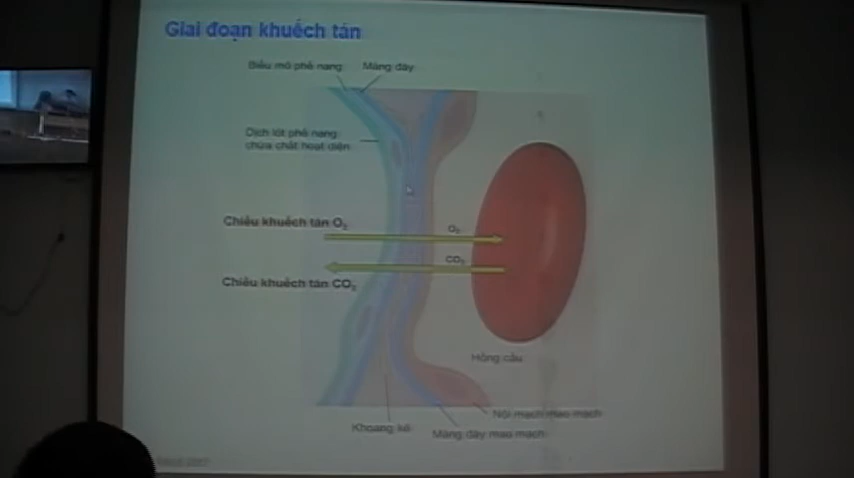 Giai đoạn khuếch tán
Biểu mô phế nang
Màng đáy
Dịch lót phế nang
chứa chất hoạt diện
Chiều khuếch tán O₂
O₂
CO₂
Chiều khuếch tán CO₂
Hồng cầu
Nội mạch mao mạch
Khoang kẽ
Màng đáy mao mạch